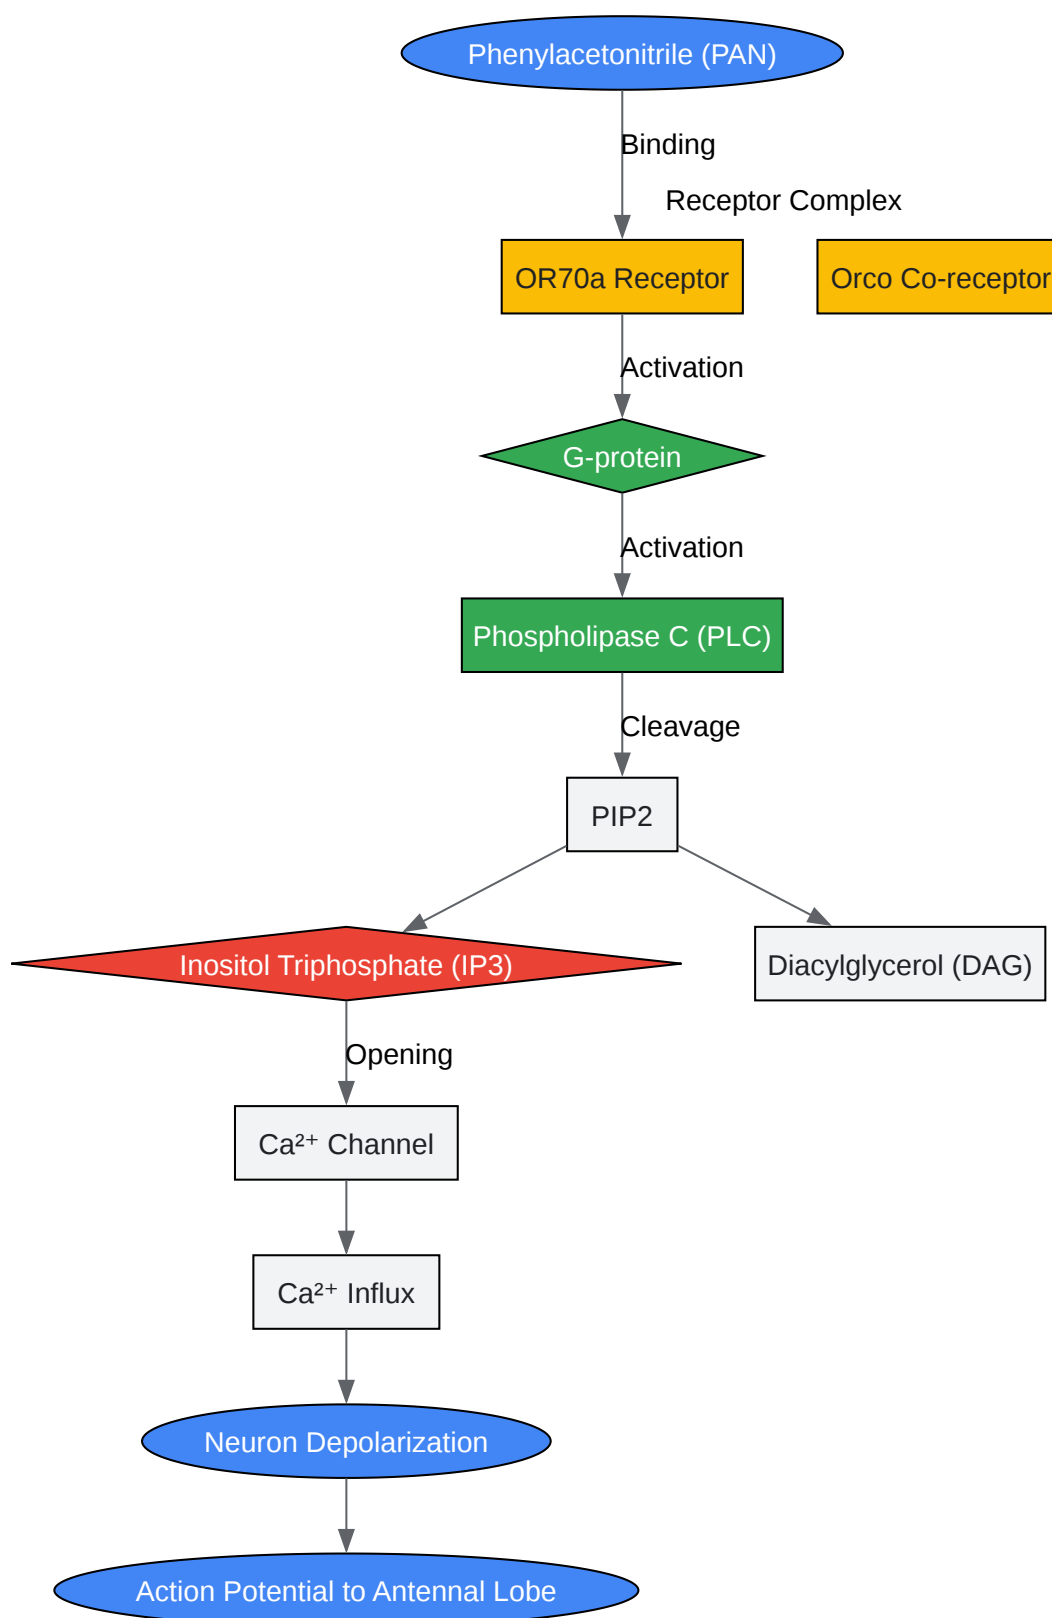 Phenylacetonitrile (PAN)
Binding
Receptor Complex
OR70a Receptor
Orco Co-receptor
Activation
G-protein
Activation
Phospholipase C (PLC)
Cleavage
PIP2
Inositol Triphosphate (IP3)
Diacylglycerol (DAG)
Opening
Ca²⁺ Channel
Ca²⁺ Influx
Neuron Depolarization
Action Potential to Antennal Lobe